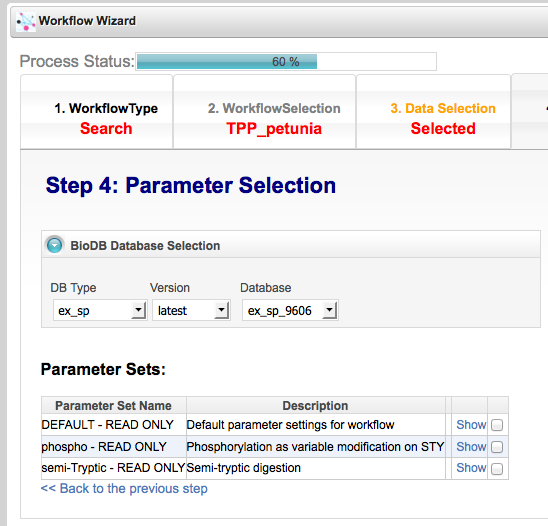 Workflow Wizard
Process Status: 60 %
1. WorkflowType 2. WorkflowSelection 3. Data Selection
Search TPP_petunia Selected
Step 4: Parameter Selection
BioDB Database Selection
DB Type Version Database
ex_sp latest ex_sp_9606
Parameter Sets:
Parameter Set Name Description
DEFAULT - READ ONLY Default parameter settings for workflow Show
phospho - READ ONLY Phosphorylation as variable modification on STY Show
semi-Tryptic - READ ONLY Semi-tryptic digestion Show
<< Back to the previous step